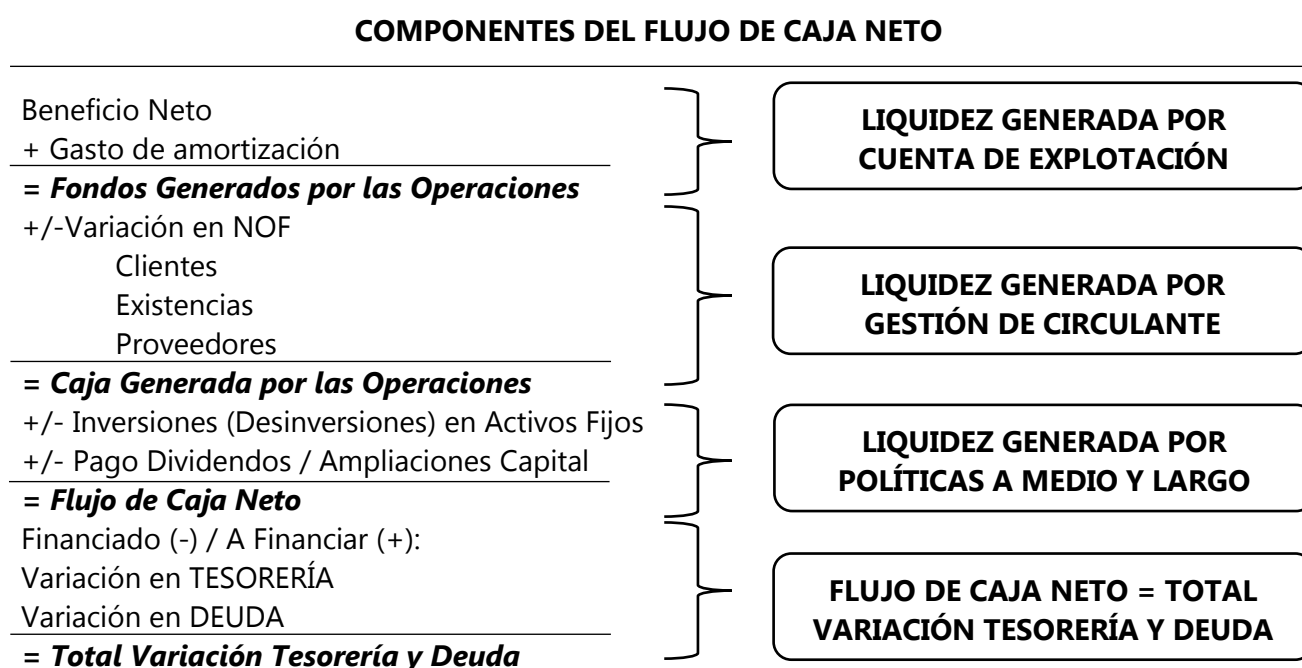 COMPONENTES DEL FLUJO DE CAJA NETO
Beneficio Neto
+ Gasto de amortización
= Fondos Generados por las Operaciones
+/-Variación en NOF
Clientes
Existencias
Proveedores
= Caja Generada por las Operaciones
+/- Inversiones (Desinversiones) en Activos Fijos
+/- Pago Dividendos / Ampliaciones Capital
= Flujo de Caja Neto
Financiado (-) / A Financiar (+):
Variación en TESORERÍA
Variación en DEUDA
= Total Variación Tesorería y Deuda
LIQUIDEZ GENERADA POR
CUENTA DE EXPLOTACIÓN
LIQUIDEZ GENERADA POR
GESTIÓN DE CIRCULANTE
LIQUIDEZ GENERADA POR
POLÍTICAS A MEDIO Y LARGO
FLUJO DE CAJA NETO = TOTAL
VARIACIÓN TESORERÍA Y DEUDA